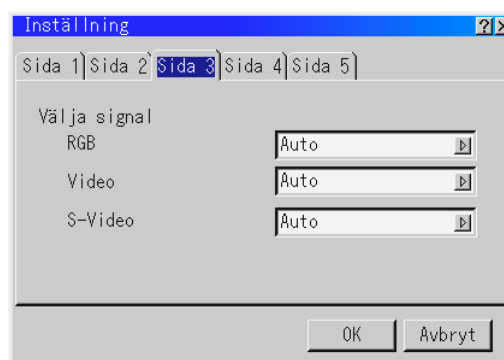 Inställning
Sida 1 Sida 2 Sida 3 Sida 4 Sida 5
Välja signal
RGB Auto
Video Auto
S-Video Auto
OK Avbryt